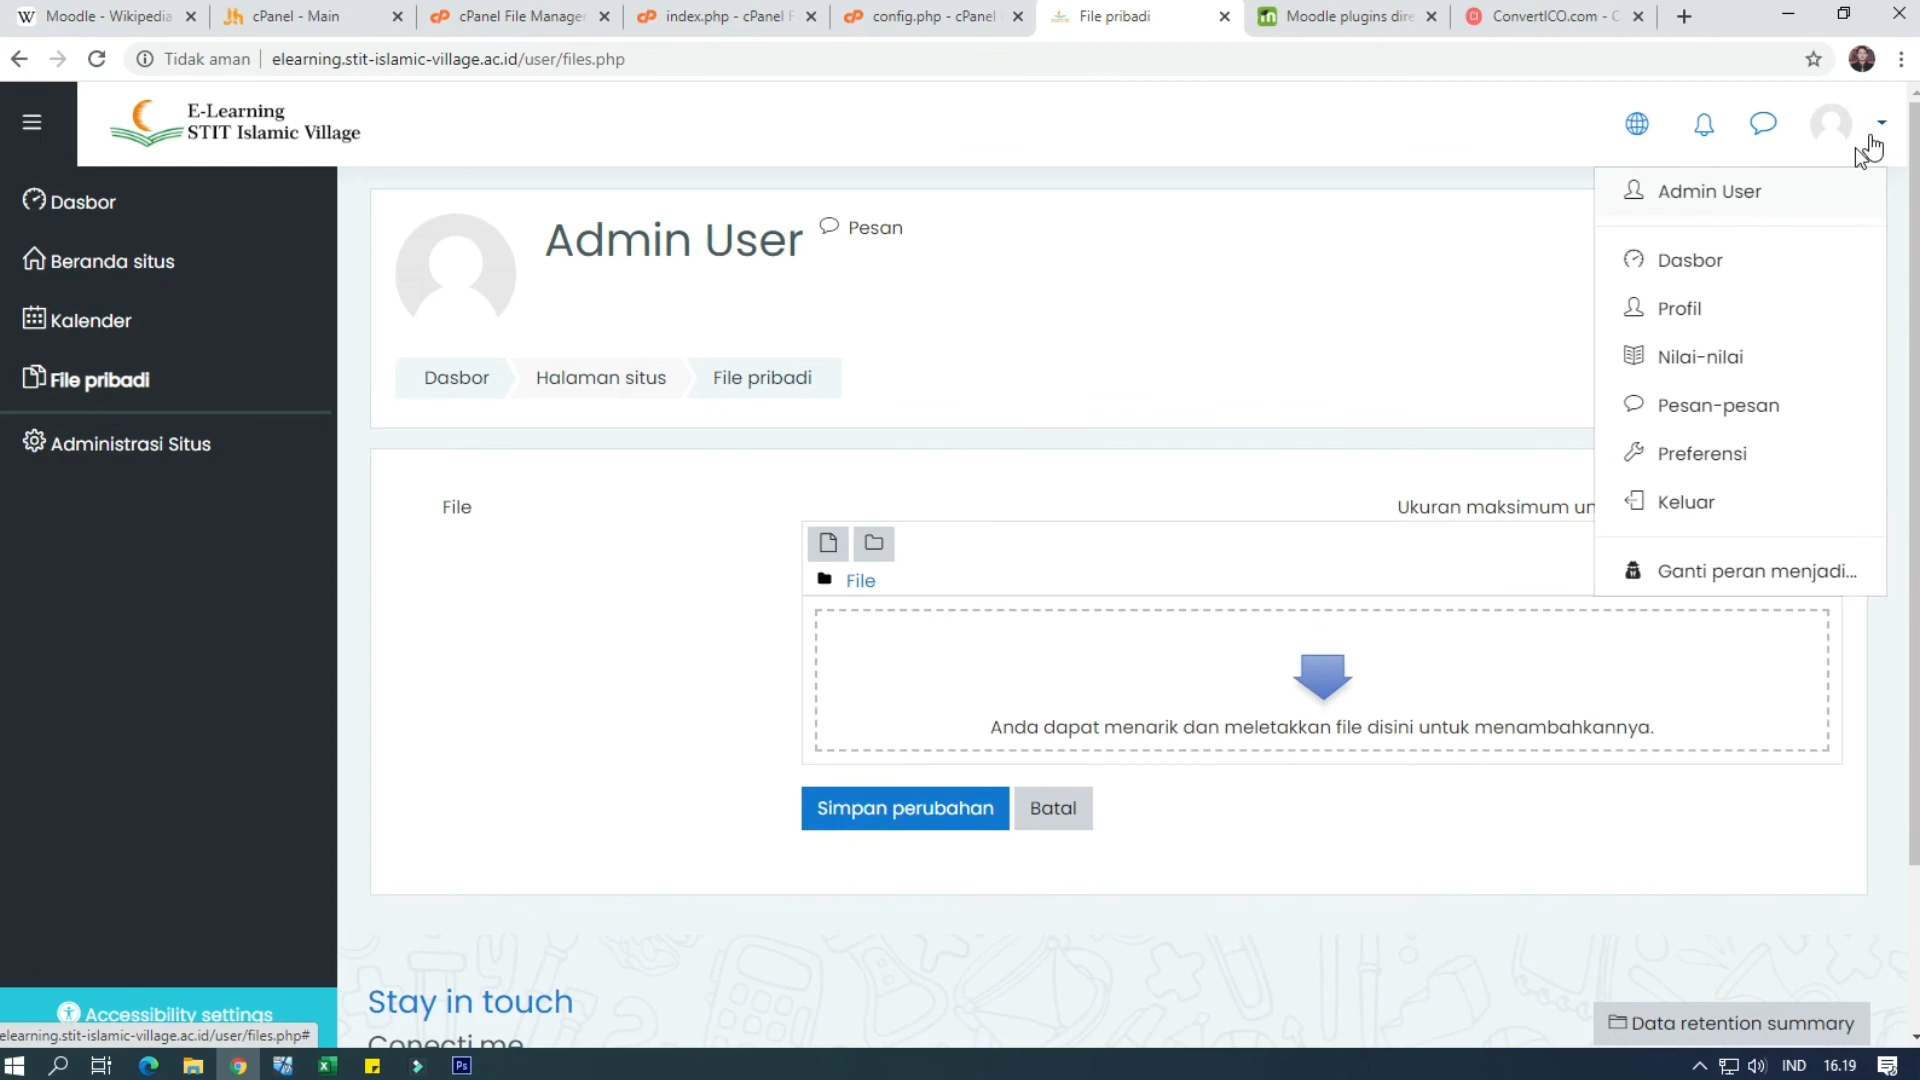 Moodle - Wikipedia
cPanel - Main
cPanel File Manager
index.php - cPanel F
config.php - cPanel
File pribadi
Moodle plugins dire
ConvertICO.com - C
Tidak aman
elearning.stit-islamic-village.ac.id/user/files.php
E-Learning
STIT Islamic Village
Dasbor
Beranda situs
Kalender
File pribadi
Administrasi Situs
Admin User
Pesan
Dasbor
Halaman situs
File pribadi
Admin User
Dasbor
Profil
Nilai-nilai
Pesan-pesan
Preferensi
Keluar
Ganti peran menjadi...
File
Ukuran maksimum un
File
Anda dapat menarik dan meletakkan file disini untuk menambahkannya.
Simpan perubahan
Batal
Stay in touch
Conecti me
Data retention summary
Accessibility settings
elearning.stit-islamic-village.ac.id/user/files.php#
IND
16.19